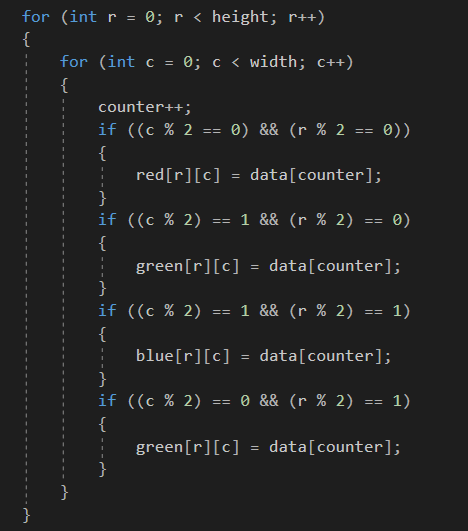 for (int r = 0; r < height; r++)
{
for (int c = 0; c < width; c++)
{
counter++;
if ((c % 2 == 0) && (r % 2 == 0))
{
red[r][c] = data[counter];
}
if ((c % 2) == 1 && (r % 2) == 0)
{
green[r][c] = data[counter];
}
if ((c % 2) == 1 && (r % 2) == 1)
{
blue[r][c] = data[counter];
}
if ((c % 2) == 0 && (r % 2) == 1)
{
green[r][c] = data[counter];
}
}
}